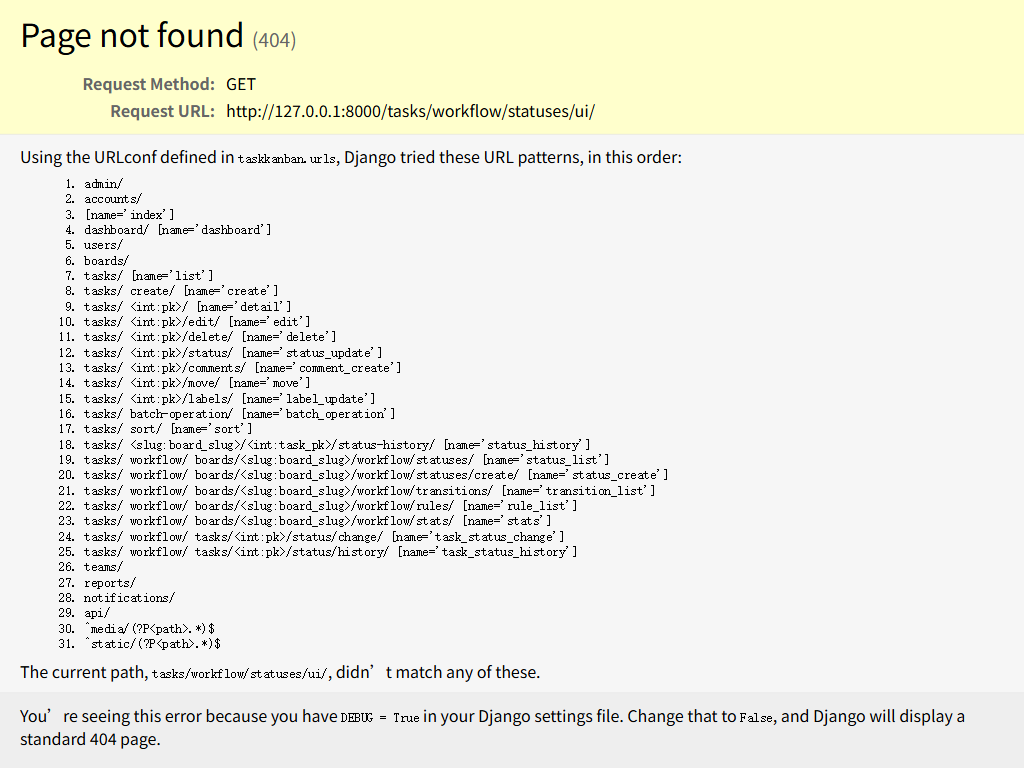 Page not found (404)
Request Method: GET
Request URL: http://127.0.0.1:8000/tasks/workflow/statuses/ui/
Using the URLconf defined in taskkanban.urls, Django tried these URL patterns, in this order:
1. admin/
2. accounts/
3. [name='index']
4. dashboard/ [name='dashboard']
5. users/
6. boards/
7. tasks/ [name='list']
8. tasks/ create/ [name='create']
9. tasks/ <int:pk>/ [name='detail']
10. tasks/ <int:pk>/edit/ [name='edit']
11. tasks/ <int:pk>/delete/ [name='delete']
12. tasks/ <int:pk>/status/ [name='status_update']
13. tasks/ <int:pk>/comments/ [name='comment_create']
14. tasks/ <int:pk>/move/ [name='move']
15. tasks/ <int:pk>/labels/ [name='label_update']
16. tasks/ batch-operation/ [name='batch_operation']
17. tasks/ sort/ [name='sort']
18. tasks/ <slug:board_slug>/<int:task_pk>/status-history/ [name='status_history']
19. tasks/ workflow/ boards/<slug:board_slug>/workflow/statuses/ [name='status_list']
20. tasks/ workflow/ boards/<slug:board_slug>/workflow/statuses/create/ [name='status_create']
21. tasks/ workflow/ boards/<slug:board_slug>/workflow/transitions/ [name='transition_list']
22. tasks/ workflow/ boards/<slug:board_slug>/workflow/rules/ [name='rule_list']
23. tasks/ workflow/ boards/<slug:board_slug>/workflow/stats/ [name='stats']
24. tasks/ workflow/ tasks/<int:pk>/status/change/ [name='task_status_change']
25. tasks/ workflow/ tasks/<int:pk>/status/history/ [name='task_status_history']
26. teams/
27. reports/
28. notifications/
29. api/
30. ^media/(?P<path>.*)$
31. ^static/(?P<path>.*)$
The current path, tasks/workflow/statuses/ui/, didn’t match any of these.
You’re seeing this error because you have DEBUG = True in your Django settings file. Change that to False, and Django will display a
standard 404 page.